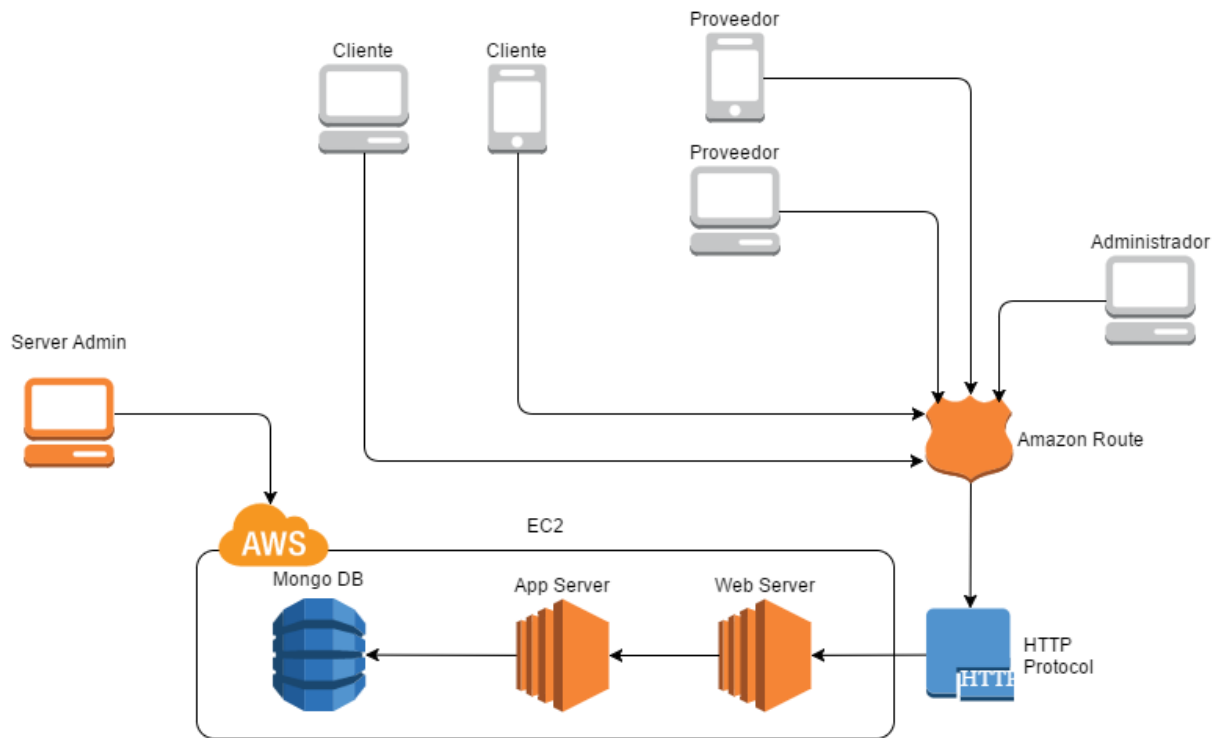 Proveedor
Cliente
Cliente
Proveedor
Administrador
Server Admin
Amazon Route
EC2
AWS
Mongo DB
App Server
Web Server
HTTP
Protocol
HTTP